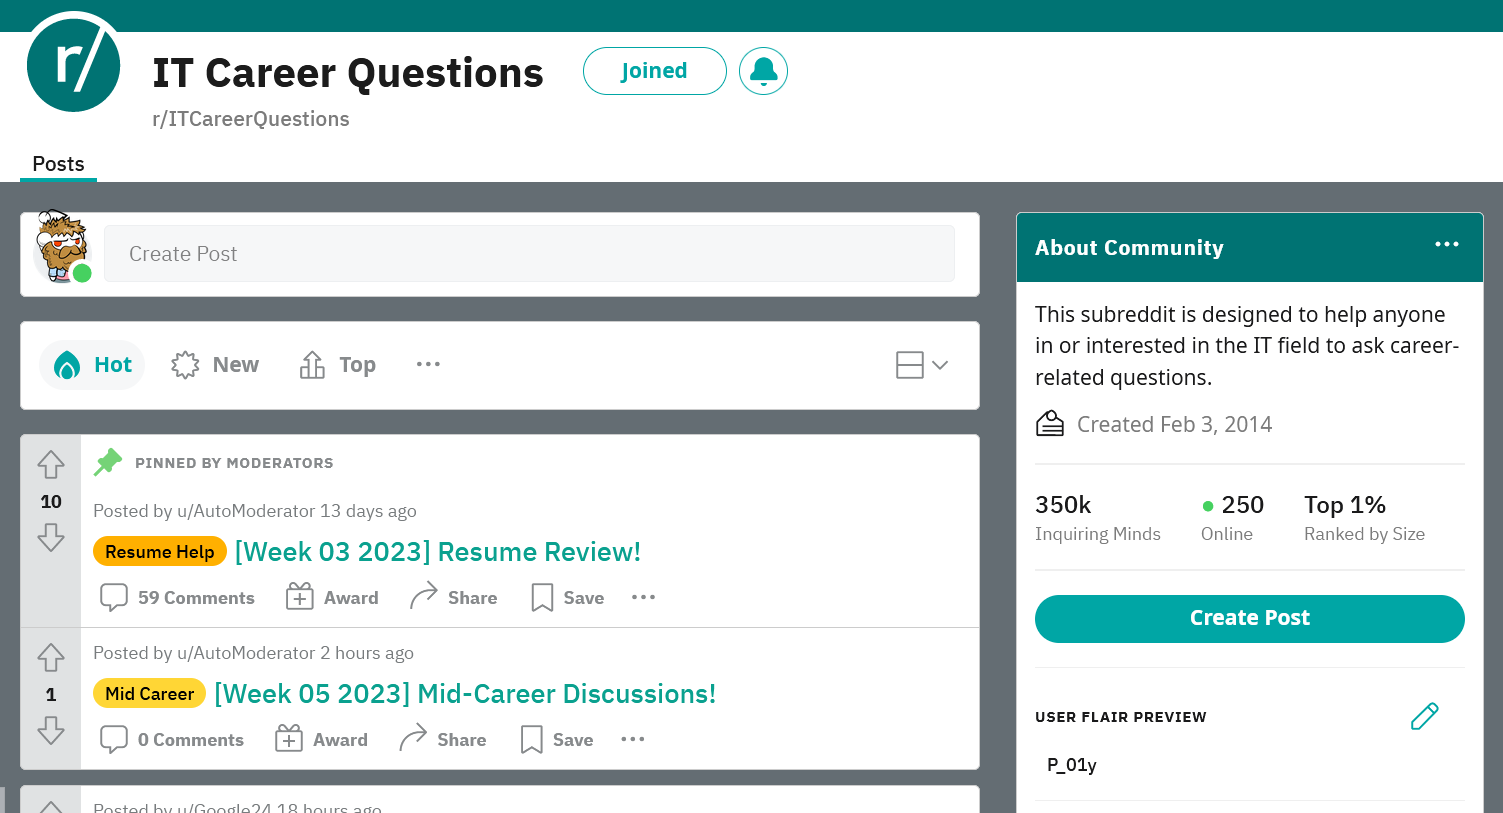 r/
IT Career Questions
Joined
r/ITCareerQuestions
Posts
Create Post
Hot
New
Top
PINNED BY MODERATORS
10
Posted by u/AutoModerator 13 days ago
Resume Help [Week 03 2023] Resume Review!
59 Comments
Award
Share
Save
Posted by u/AutoModerator 2 hours ago
1
Mid Career [Week 05 2023] Mid-Career Discussions!
0 Comments
Award
Share
Save
Posted by u/Google24 18 hours ago
About Community
This subreddit is designed to help anyone
in or interested in the IT field to ask career-
related questions.
Created Feb 3, 2014
350k
Inquiring Minds
250
Online
Top 1%
Ranked by Size
Create Post
USER FLAIR PREVIEW
P_01y